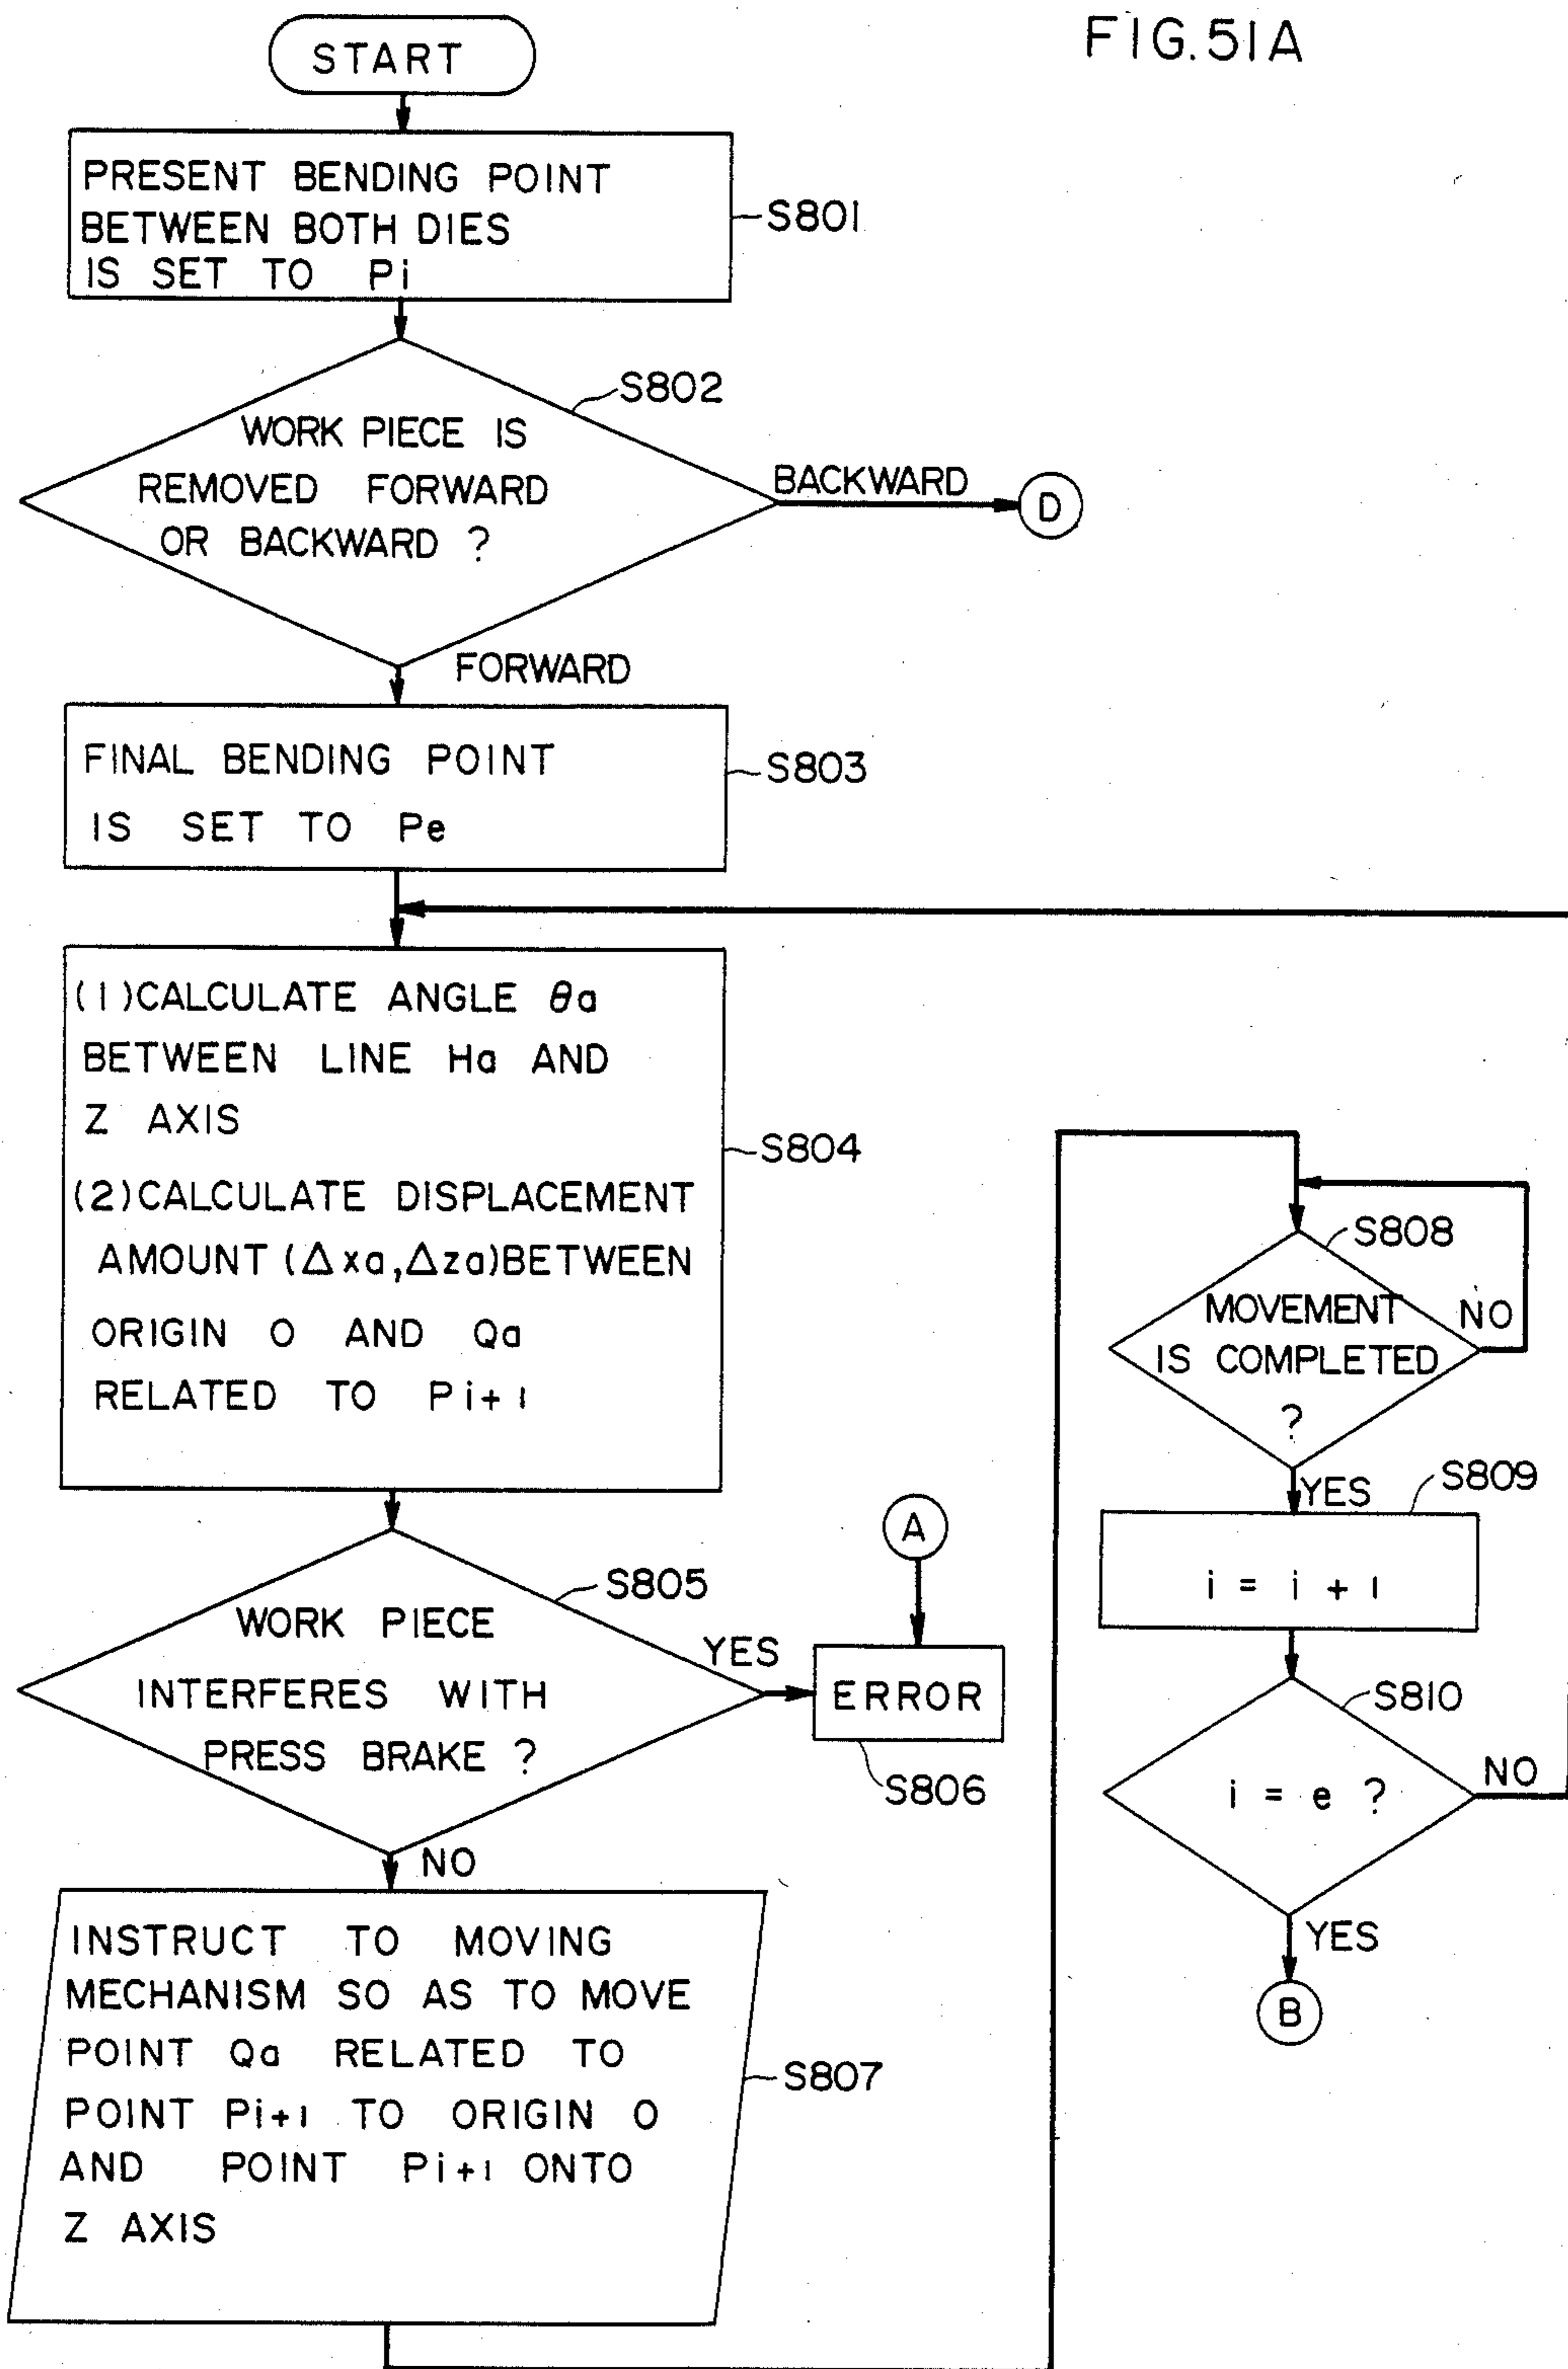 FIG.51A
START
PRESENT BENDING POINT
BETWEEN BOTH DIES
IS SET TO Pi
S801
S802
WORK PIECE IS
REMOVED FORWARD
OR BACKWARD ?
BACKWARD
D
FORWARD
FINAL BENDING POINT
IS SET TO Pe
S803
(1)CALCULATE ANGLE θa
BETWEEN LINE Ha AND
Z AXIS
(2)CALCULATE DISPLACEMENT
AMOUNT (Δxa,Δza)BETWEEN
ORIGIN O AND Qa
RELATED TO Pi+1
S804
S805
WORK PIECE
INTERFERES WITH
PRESS BRAKE ?
YES
A
ERROR
S806
NO
INSTRUCT TO MOVING
MECHANISM SO AS TO MOVE
POINT Qa RELATED TO
POINT Pi+1 TO ORIGIN O
AND POINT Pi+1 ONTO
Z AXIS
S807
S808
MOVEMENT
IS COMPLETED
?
NO
YES
S809
i = i + 1
S810
i = e ?
NO
YES
B